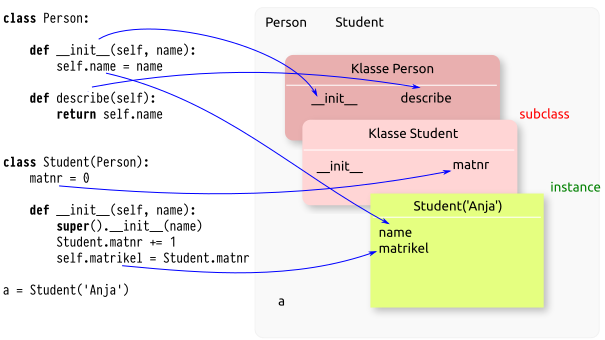 class Person:
def __init__(self, name):
self.name = name
def describe(self):
return self.name
class Student(Person):
matnr = 0
def __init__(self, name):
super().__init__(name)
Student.matnr += 1
self.matrikel = Student.matnr
a = Student('Anja')
Person Student
Klasse Person
__init__ describe
subclass
Klasse Student
__init__ matnr
instance
Student('Anja')
name
matrikel
a